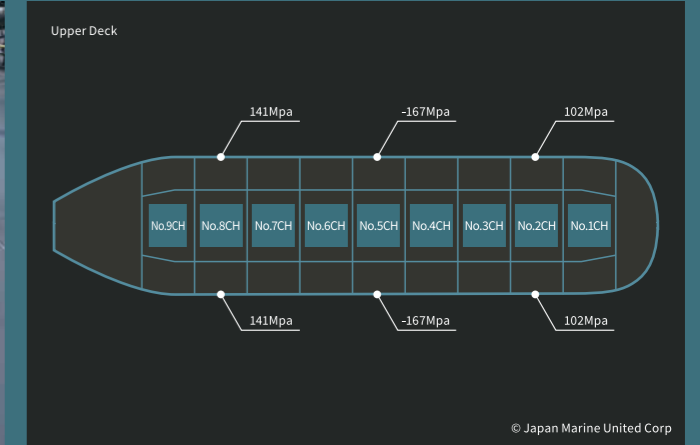 Upper Deck
141Mpa
-167Mpa
102Mpa
No.9CH
No.8CH
No.7CH
No.6CH
No.5CH
No.4CH
No.3CH
No.2CH
No.1CH
141Mpa
-167Mpa
102Mpa
© Japan Marine United Corp